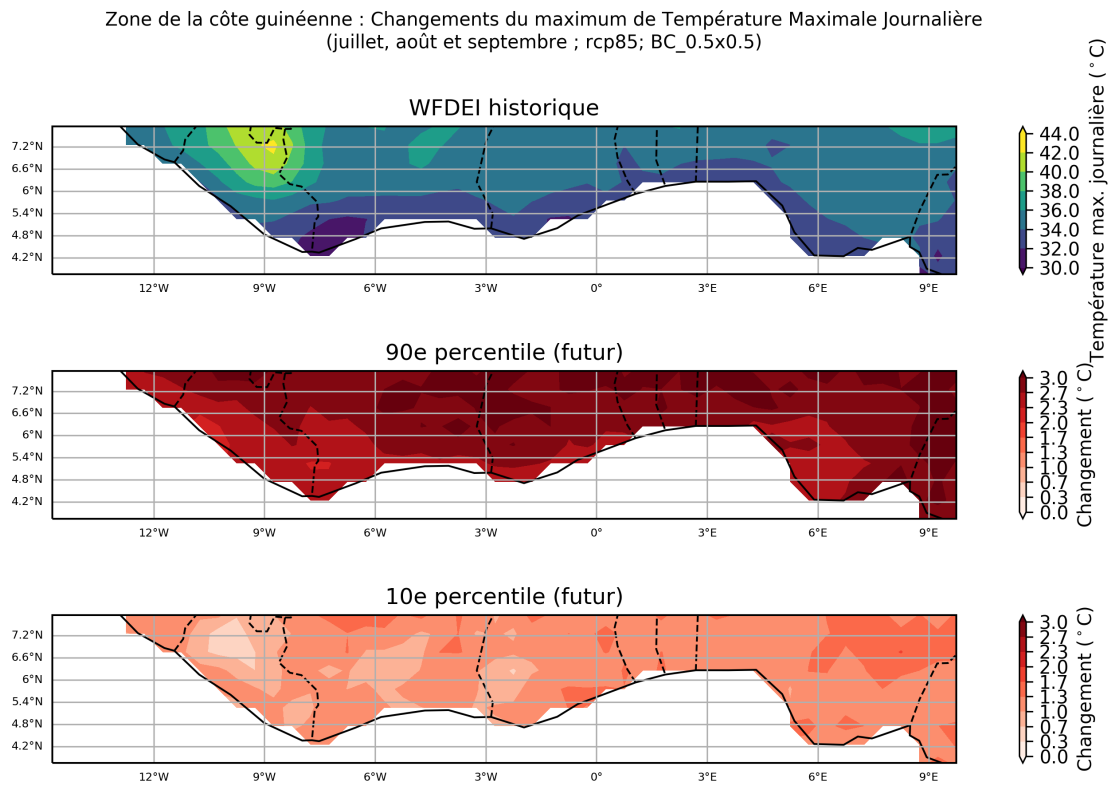 Zone de la côte guinéenne : Changements du maximum de Température Maximale Journalière
(juillet, août et septembre ; rcp85; BC_0.5x0.5)
WFDEI historique
7.2°N
6.6°N
6°N
5.4°N
4.8°N
4.2°N
12°W 9°W 6°W 3°W 0° 3°E 6°E 9°E
44.0
42.0
40.0
38.0
36.0
34.0
32.0
30.0
Température max. journalière (°C)
90e percentile (futur)
7.2°N
6.6°N
6°N
5.4°N
4.8°N
4.2°N
12°W 9°W 6°W 3°W 0° 3°E 6°E 9°E
3.0
2.7
2.3
2.0
1.7
1.3
1.0
0.7
0.3
0.0
Changement (°C)
10e percentile (futur)
7.2°N
6.6°N
6°N
5.4°N
4.8°N
4.2°N
12°W 9°W 6°W 3°W 0° 3°E 6°E 9°E
3.0
2.7
2.3
2.0
1.7
1.3
1.0
0.7
0.3
0.0
Changement (°C)